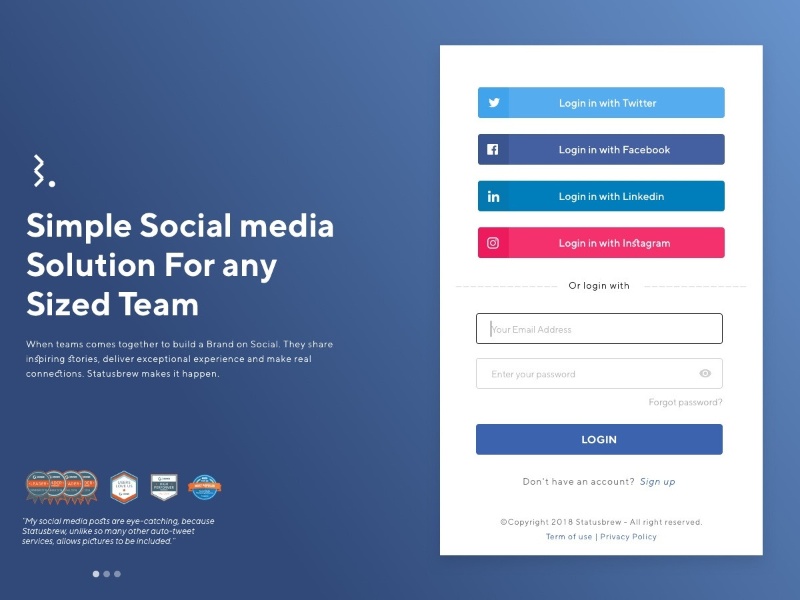 Simple Social media
Solution For any
Sized Team
When teams comes together to build a Brand on Social. They share
inspiring stories, deliver exceptional experience and make real
connections. Statusbrew makes it happen.
"My social media posts are eye-catching, because
Statusbrew, unlike so many other auto-tweet
services, allows pictures to be included."
Login in with Twitter
Login in with Facebook
in
Login in with Linkedin
Login in with Instagram
Or login with
Your Email Address
Enter your password
Forgot password?
LOGIN
Don't have an account? Sign up
©Copyright 2018 Statusbrew - All right reserved.
Term of use | Privacy Policy